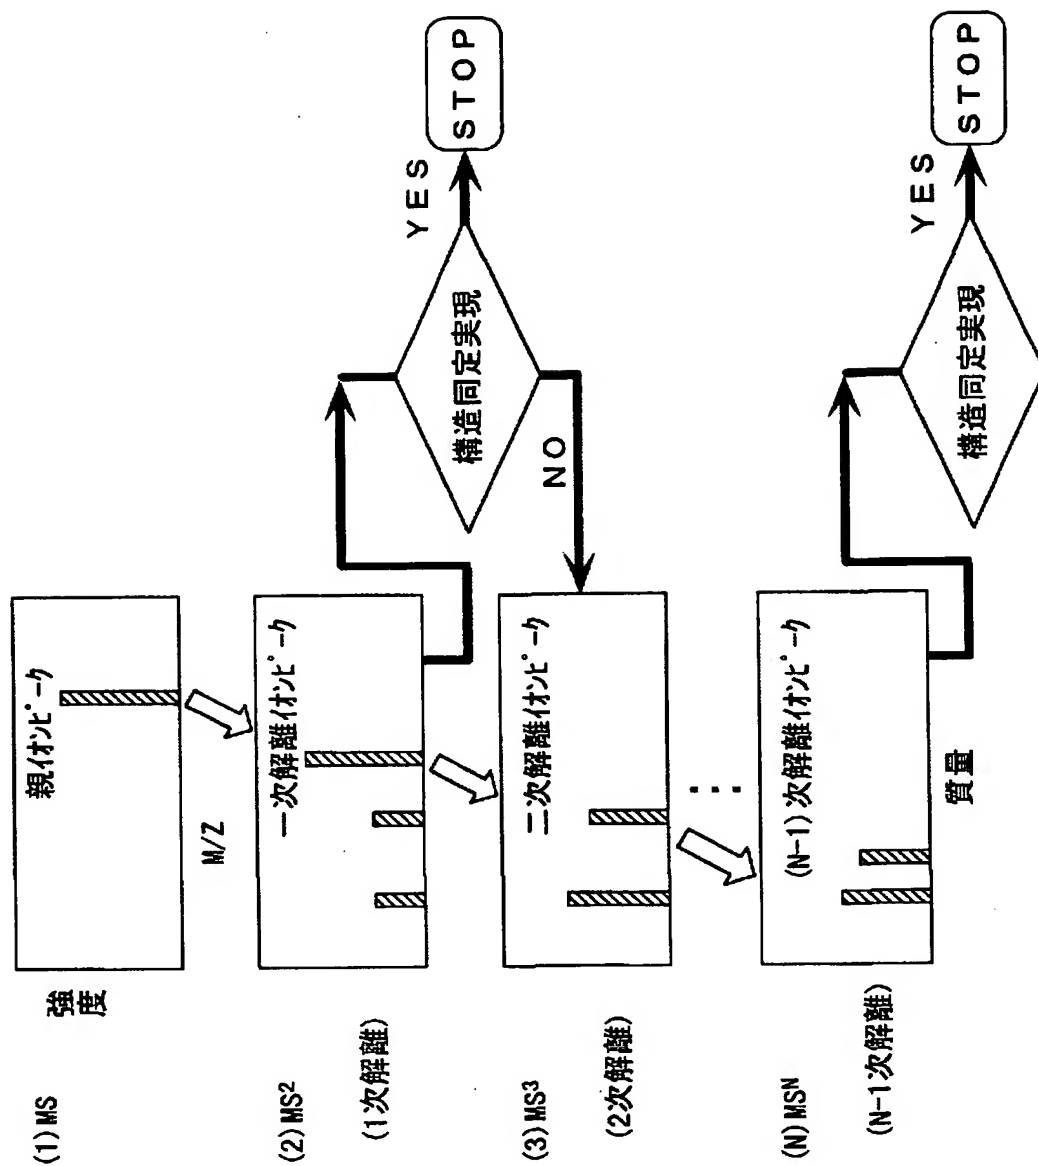 (1) MS
強度
親イオンピーク
M/Z
(2) MS²
(1次解離)
一次解離イオンピーク
構造同定実現
YES
STOP
NO
(3) MS³
(2次解離)
二次解離イオンピーク
...
(N) MSᴺ
(N-1次解離)
(N-1)次解離イオンピーク
質量
構造同定実現
YES
STOP